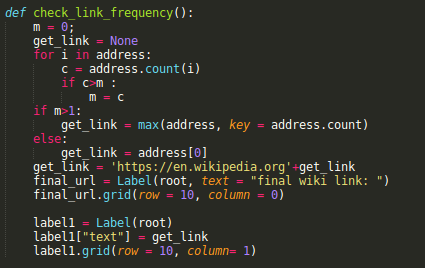 def check_link_frequency():
    m = 0;
    get_link = None
    for i in address:
        c = address.count(i)
        if c>m :
            m = c
    if m>1:
        get_link = max(address, key = address.count)
    else:
        get_link = address[0]
    get_link = 'https://en.wikipedia.org'+get_link
    final_url = Label(root, text = "final wiki link: ")
    final_url.grid(row = 10, column = 0)

    label1 = Label(root)
    label1["text"] = get_link
    label1.grid(row = 10, column= 1)